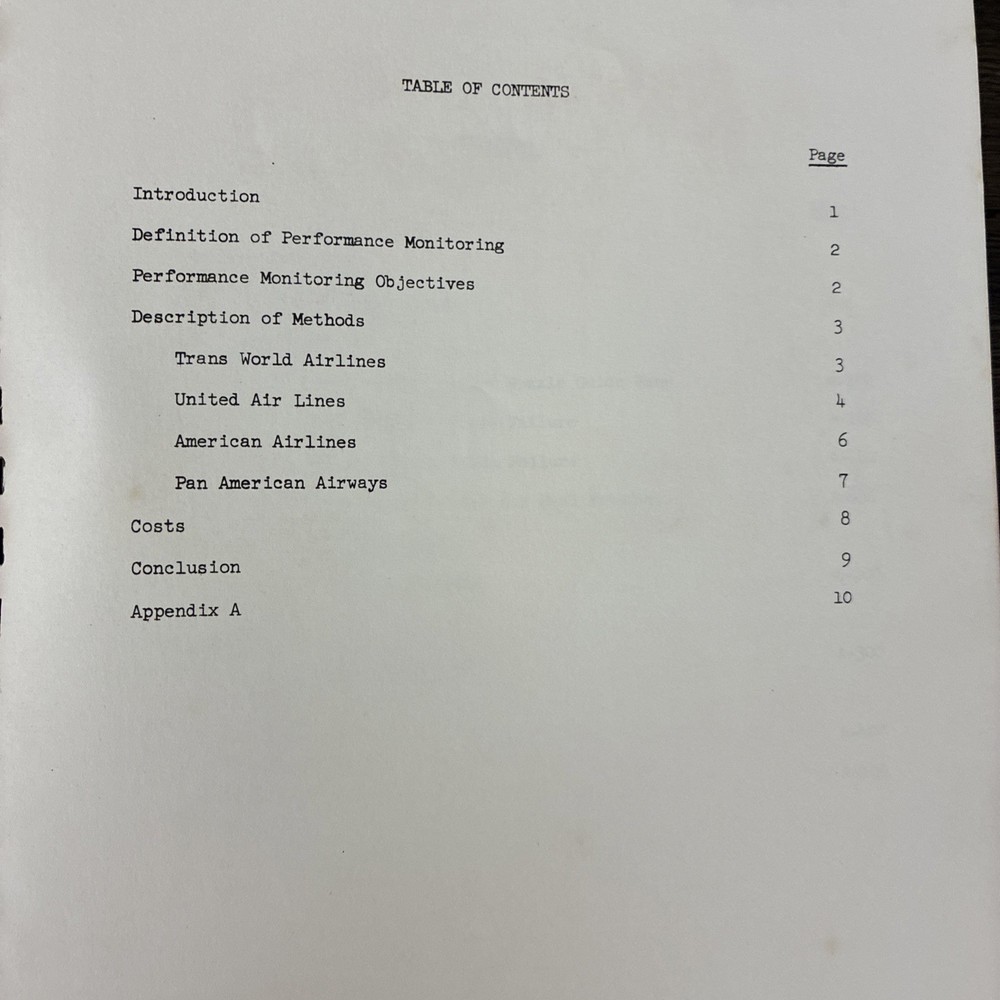 TABLE OF CONTENTS
Page
Introduction 1
Definition of Performance Monitoring 2
Performance Monitoring Objectives 2
Description of Methods 3
Trans World Airlines 3
United Air Lines 4
American Airlines 6
Pan American Airways 7
Costs 8
Conclusion 9
Appendix A 10